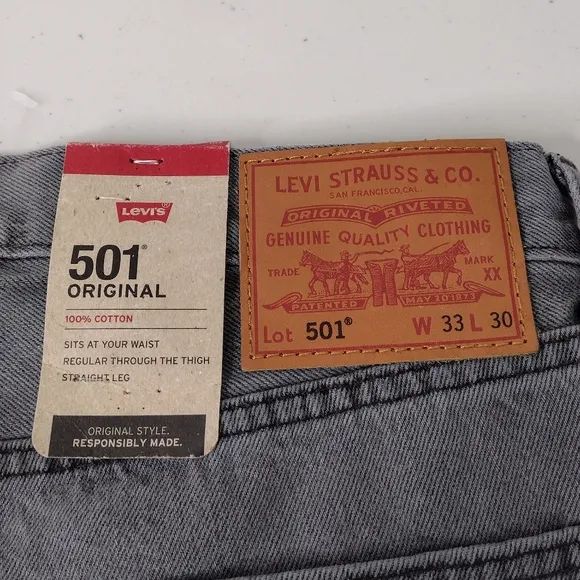 Levi's®
501®
ORIGINAL
100% COTTON
SITS AT YOUR WAIST
REGULAR THROUGH THE THIGH
STRAIGHT LEG
ORIGINAL STYLE.
RESPONSIBLY MADE.
LEVI STRAUSS & CO.
SAN FRANCISCO, CAL.
ORIGINAL RIVETED
GENUINE QUALITY CLOTHING
TRADE MARK
XX
PATENTED MAY 20 1873
Lot 501® W 33 L 30